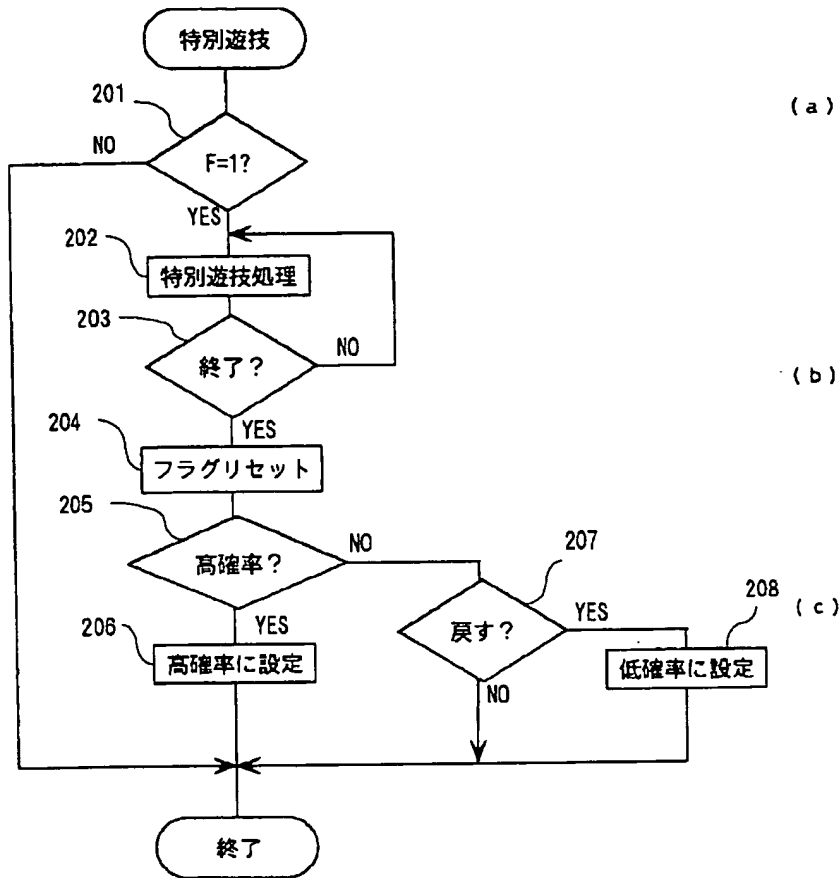 特別遊技
201
(a)
NO
F=1?
YES
202
特別遊技処理
203
終了?
NO
(b)
YES
204
フラグリセット
205
高確率?
NO
207
208
(c)
206
YES
戻す?
YES
高確率に設定
低確率に設定
NO
終了